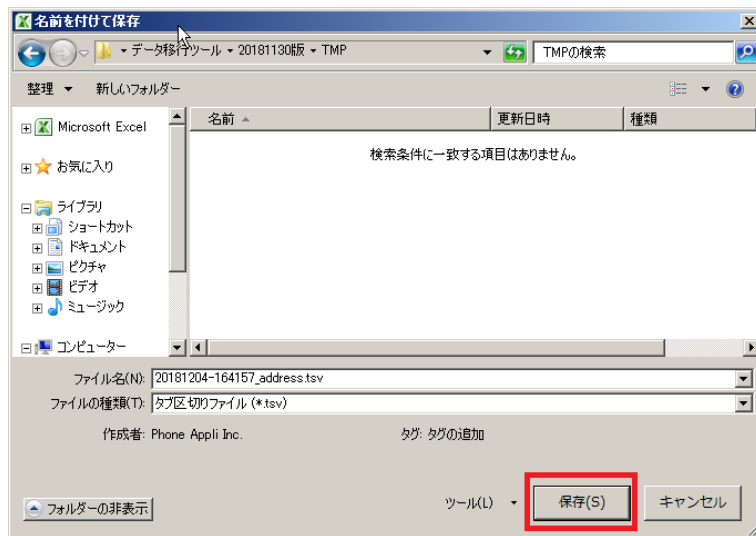 名前を付けて保存
データ移行ツール 20181130版 TMP
TMPの検索
整理 新しいフォルダー
名前 更新日時 種類
検索条件に一致する項目はありません。
Microsoft Excel
お気に入り
ライブラリ
ショートカット
ドキュメント
ピクチャ
ビデオ
ミュージック
コンピューター
ファイル名(N): 20181204-164157_address.tsv
ファイルの種類(T): タブ区切りファイル (*.tsv)
作成者: Phone Appli Inc. タグ: タグの追加
フォルダーの非表示 ツール(L) 保存(S) キャンセル